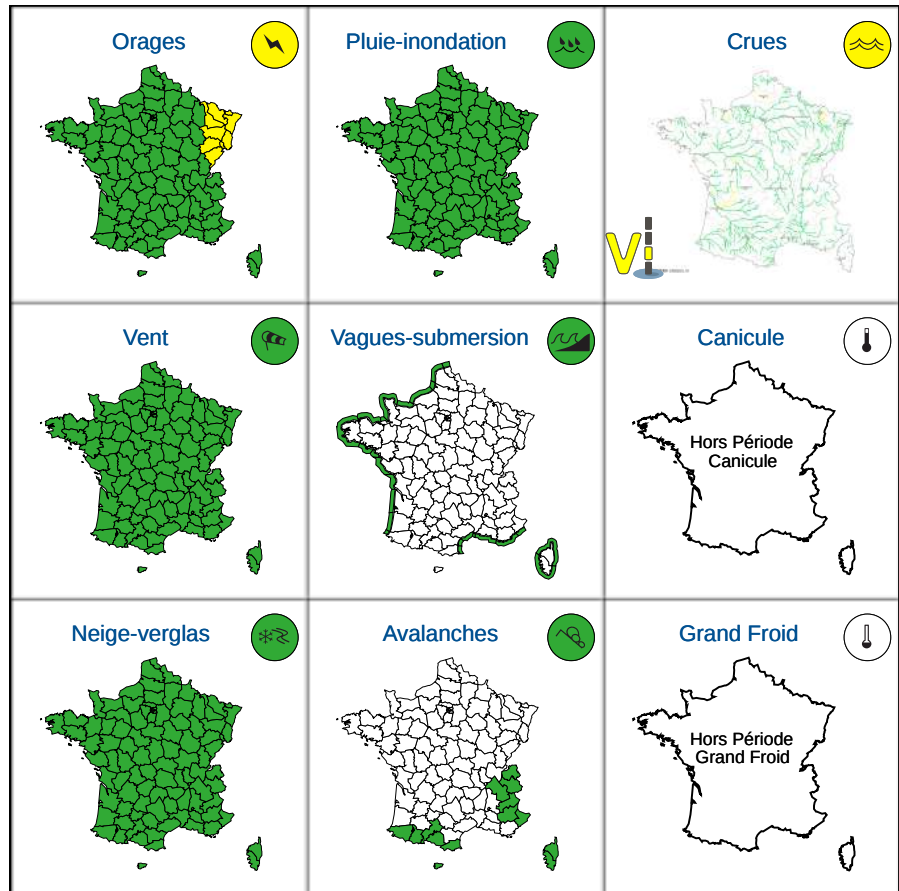 Orages
Pluie-inondation
Crues
Vi
Vent
Vagues-submersion
Canicule
Hors Période
Canicule
Neige-verglas
Avalanches
Grand Froid
Hors Période
Grand Froid